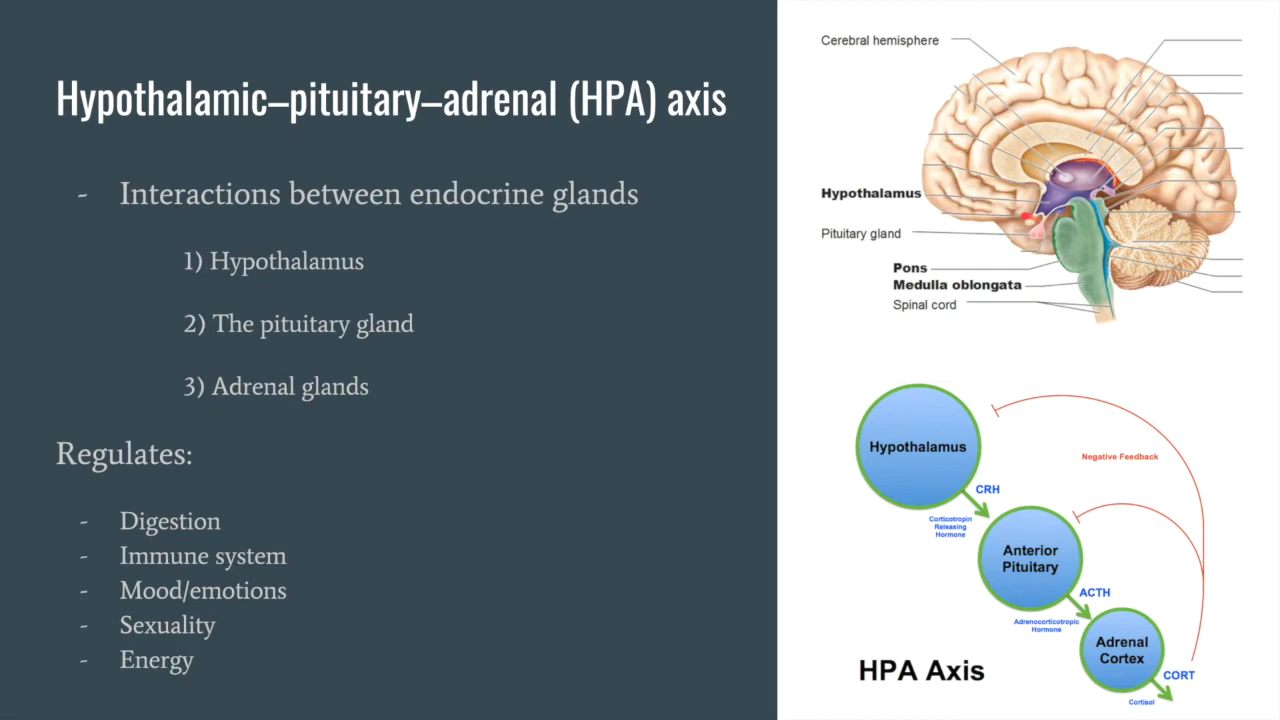 Hypothalamic–pituitary–adrenal (HPA) axis
- Interactions between endocrine glands
1) Hypothalamus
2) The pituitary gland
3) Adrenal glands
Regulates:
- Digestion
- Immune system
- Mood/emotions
- Sexuality
- Energy
Cerebral hemisphere
Hypothalamus
Pituitary gland
Pons
Medulla oblongata
Spinal cord
Hypothalamus
Negative Feedback
CRH
Corticotropin
Releasing
Hormone
Anterior
Pituitary
ACTH
Adrenocorticotropic
Hormone
Adrenal
Cortex
HPA Axis
CORT
Cortisol